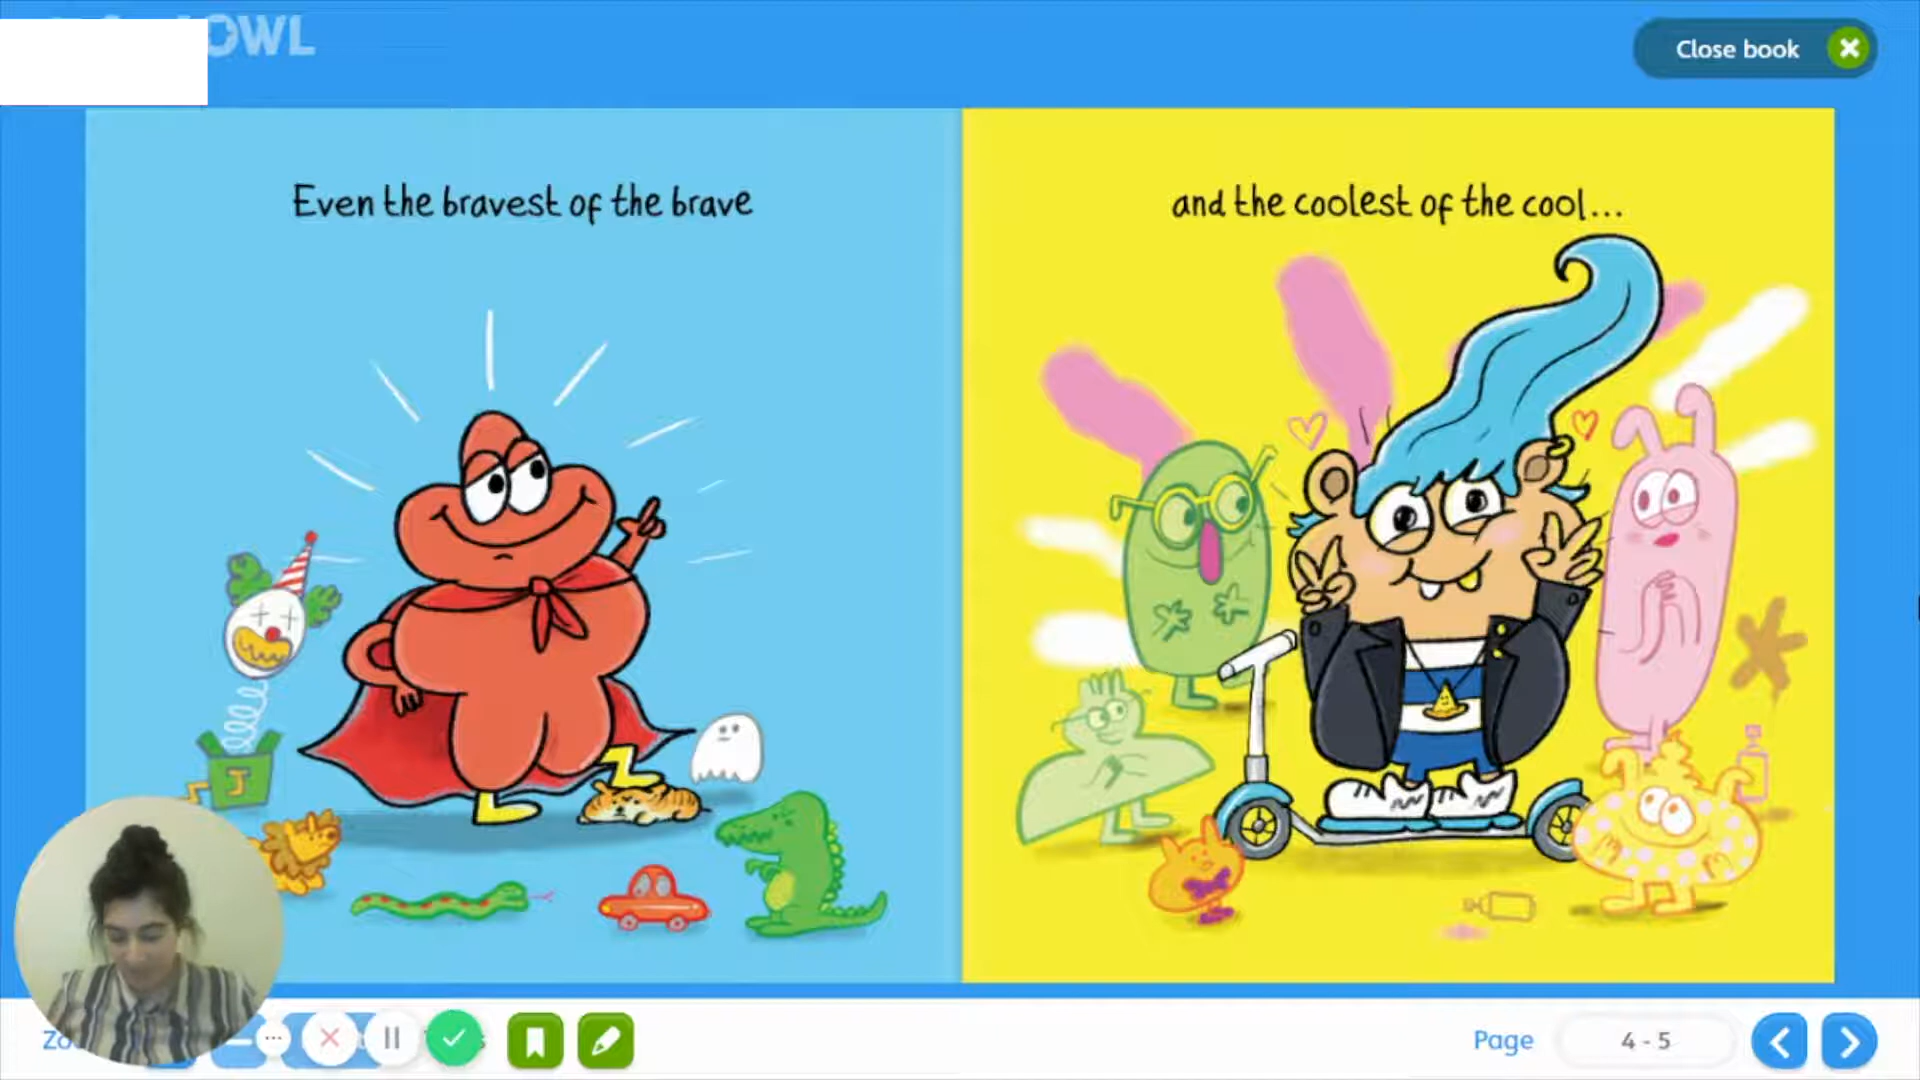 OWL
Close book
Even the bravest of the brave
and the coolest of the cool...
J
Page
4 - 5